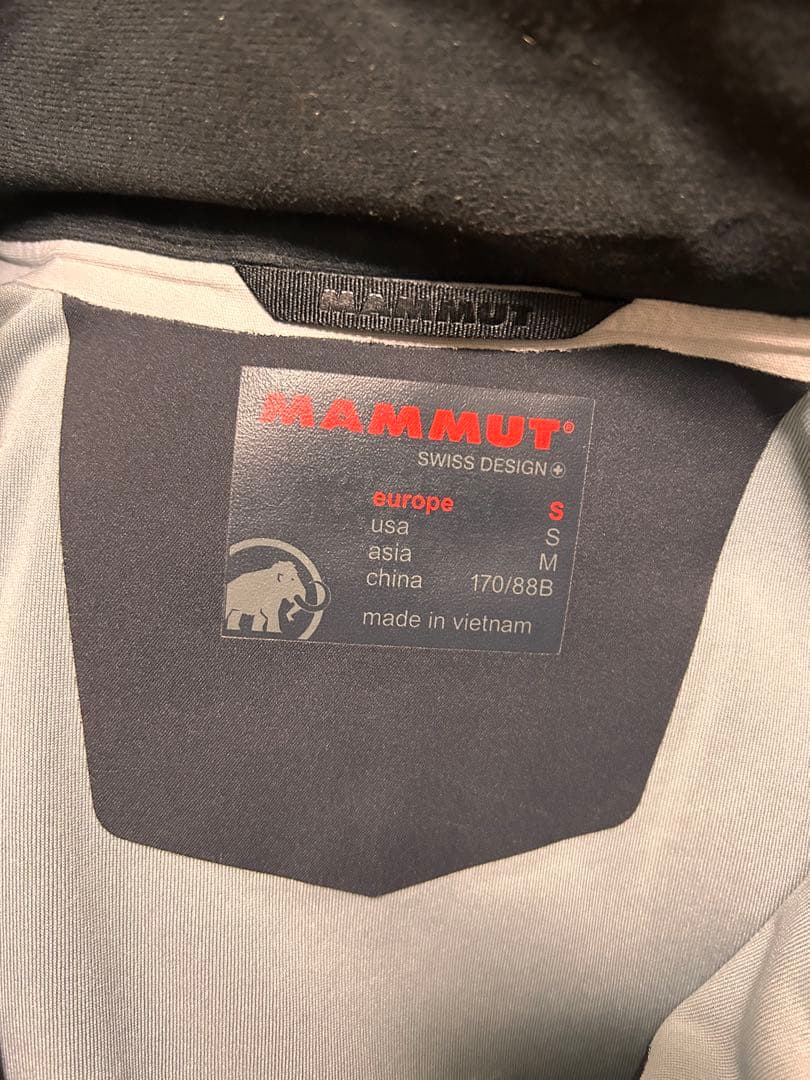 MAMMUT
MAMMUT®
SWISS DESIGN
europe S
usa S
asia M
china 170/88B
made in vietnam